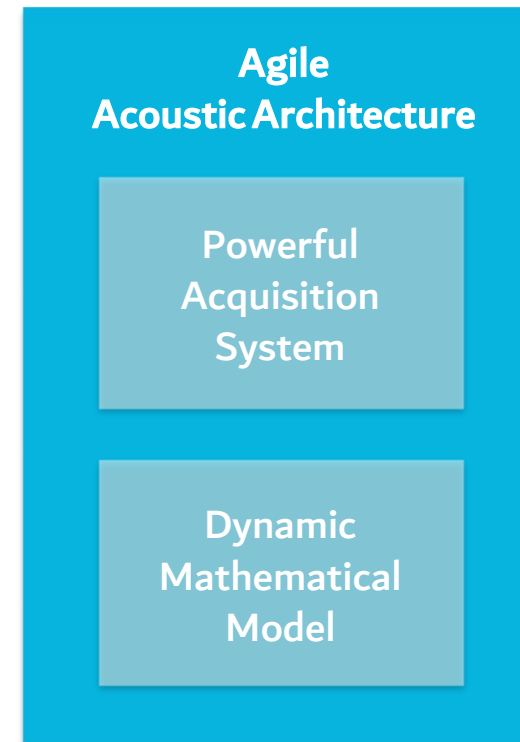 Agile
Acoustic Architecture
Powerful
Acquisition
System
Dynamic
Mathematical
Model